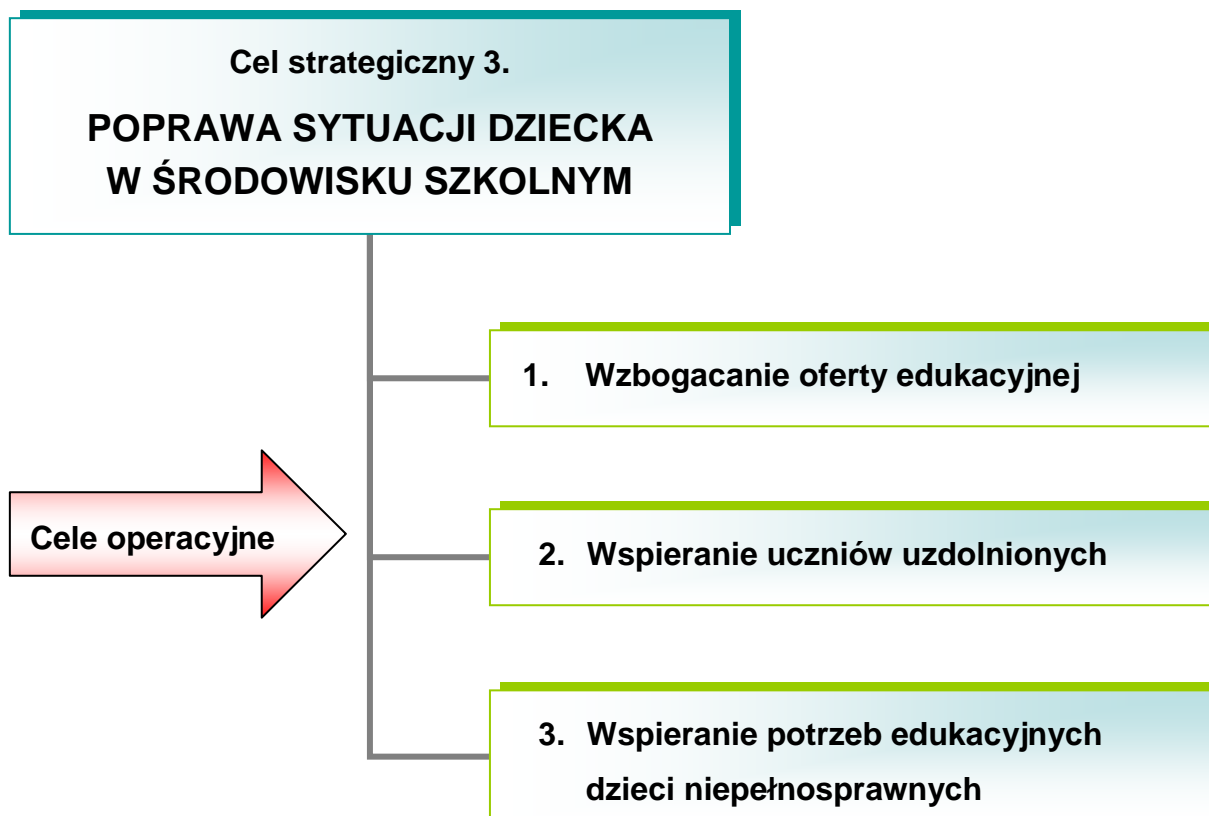 Cel strategiczny 3.
POPRAWA SYTUACJI DZIECKA
W ŚRODOWISKU SZKOLNYM
1. Wzbogacanie oferty edukacyjnej
Cele operacyjne
2. Wspieranie uczniów uzdolnionych
3. Wspieranie potrzeb edukacyjnych
dzieci niepełnosprawnych